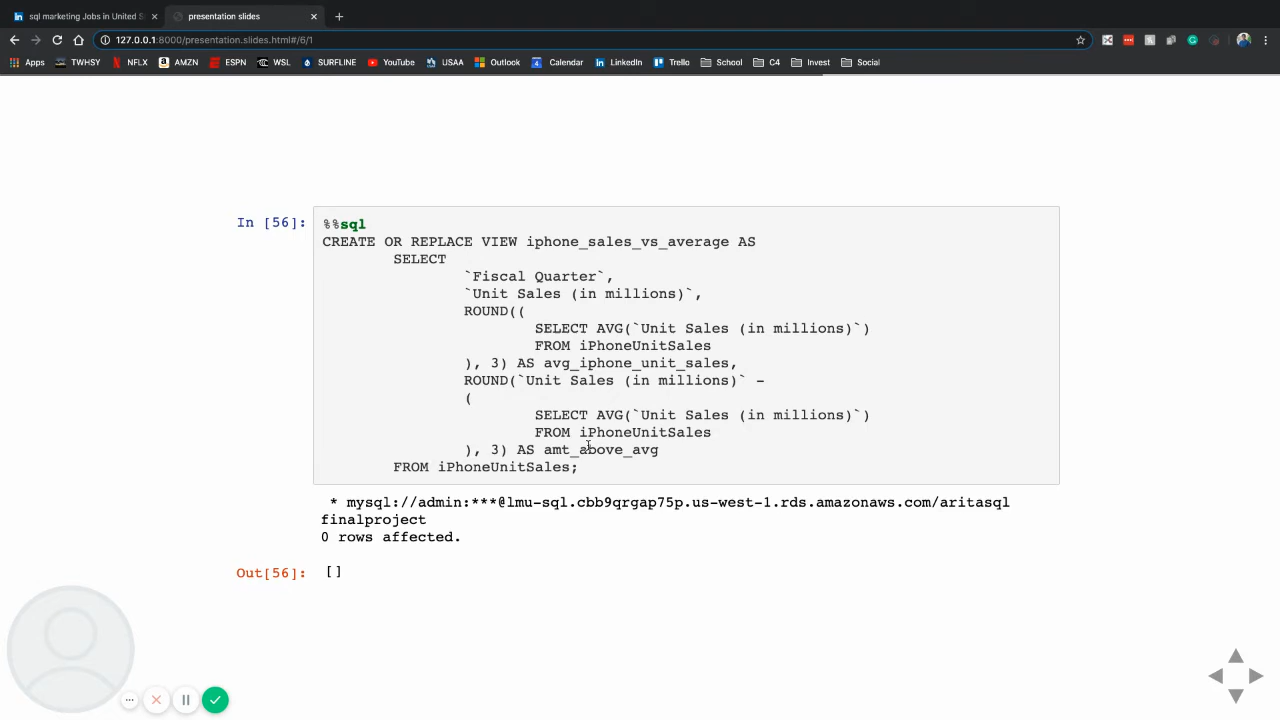 sql marketing Jobs in United S
presentation slides
127.0.0.1:8000/presentation.slides.html#/6/1
Apps TWHSY NFLX AMZN ESPN WSL SURFLINE YouTube USAA Outlook 4 Calendar LinkedIn Trello School C4 Invest Social
In [56]:
%%sql
CREATE OR REPLACE VIEW iphone_sales_vs_average AS
SELECT
`Fiscal Quarter`,
`Unit Sales (in millions)`,
ROUND((
SELECT AVG(`Unit Sales (in millions)`)
FROM iPhoneUnitSales
), 3) AS avg_iphone_unit_sales,
ROUND(`Unit Sales (in millions)` -
(
SELECT AVG(`Unit Sales (in millions)`)
FROM iPhoneUnitSales
), 3) AS amt_above_avg
FROM iPhoneUnitSales;
* mysql://admin:***@lmu-sql.cbb9qrgap75p.us-west-1.rds.amazonaws.com/aritasql
finalproject
0 rows affected.
Out[56]: []